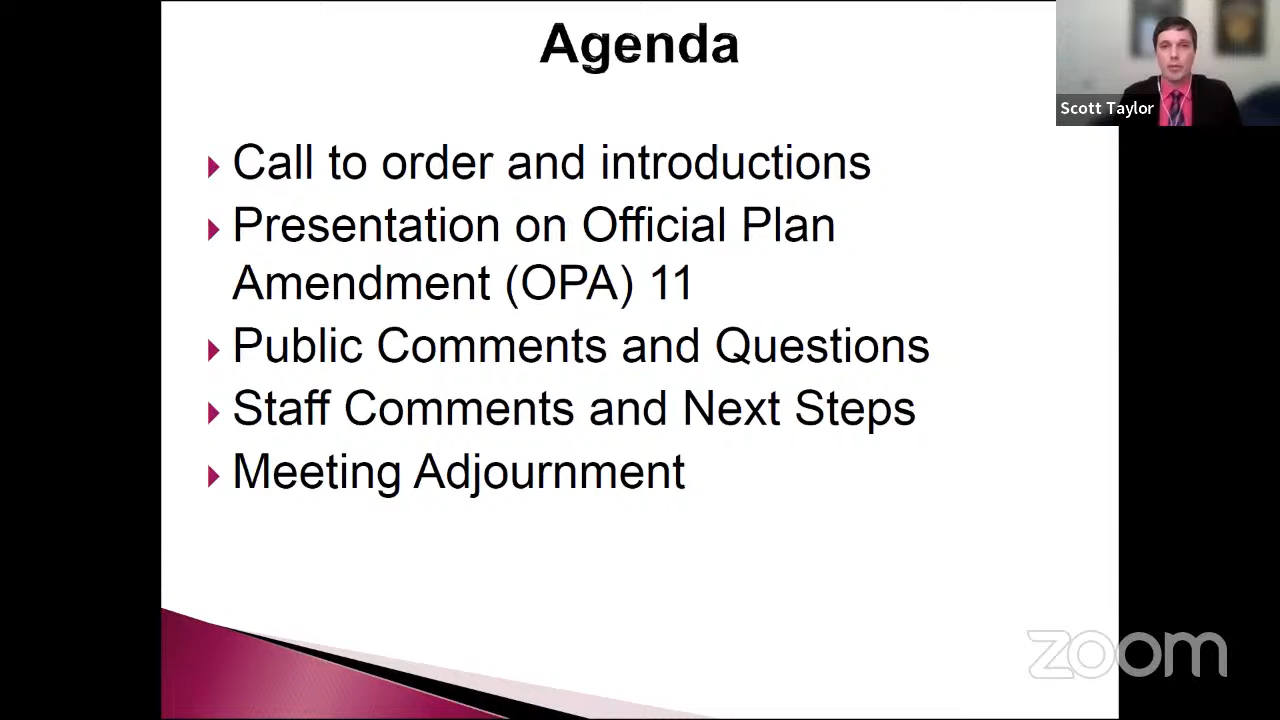 Agenda
Scott Taylor
Call to order and introductions
Presentation on Official Plan
Amendment (OPA) 11
Public Comments and Questions
Staff Comments and Next Steps
Meeting Adjournment
zoom